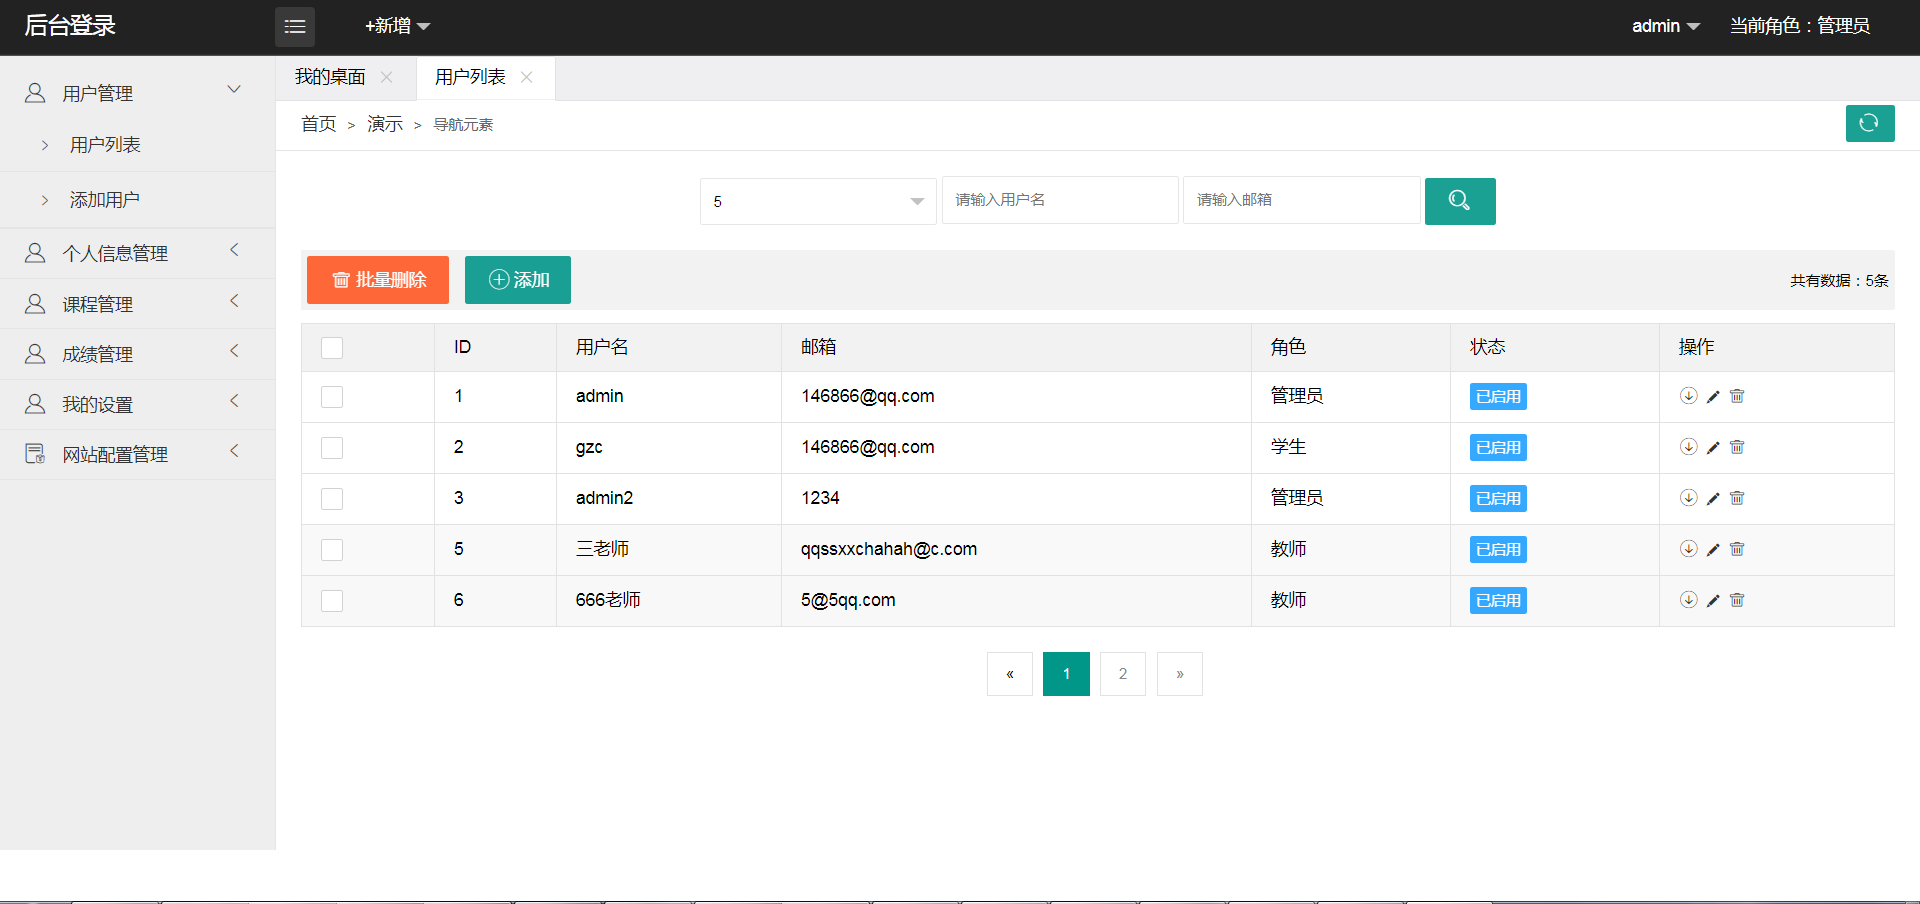 后台登录
+新增
admin
当前角色：管理员
用户管理
用户列表
添加用户
个人信息管理
课程管理
成绩管理
我的设置
网站配置管理
我的桌面
用户列表
首页 > 演示 > 导航元素
5
请输入用户名
请输入邮箱
批量删除
添加
共有数据：5条
ID 用户名 邮箱 角色 状态 操作
1 admin 146866@qq.com 管理员 已启用
2 gzc 146866@qq.com 学生 已启用
3 admin2 1234 管理员 已启用
5 三老师 qqssxxchahah@c.com 教师 已启用
6 666老师 5@5qq.com 教师 已启用
« 1 2 »